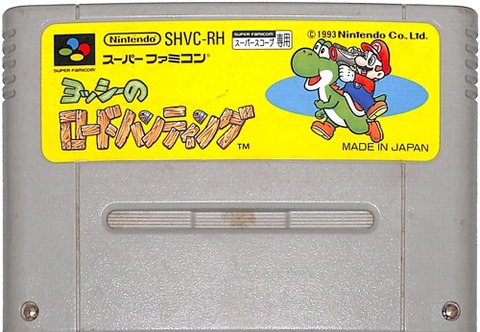 SUPER FAMICOM
Nintendo SHVC-RH
スーパーファミコン
SUPER FAMICOM
スーパースコープ 専用
© 1993 Nintendo Co., Ltd.
ヨッシーの
ロードハンティング
TM
MADE IN JAPAN